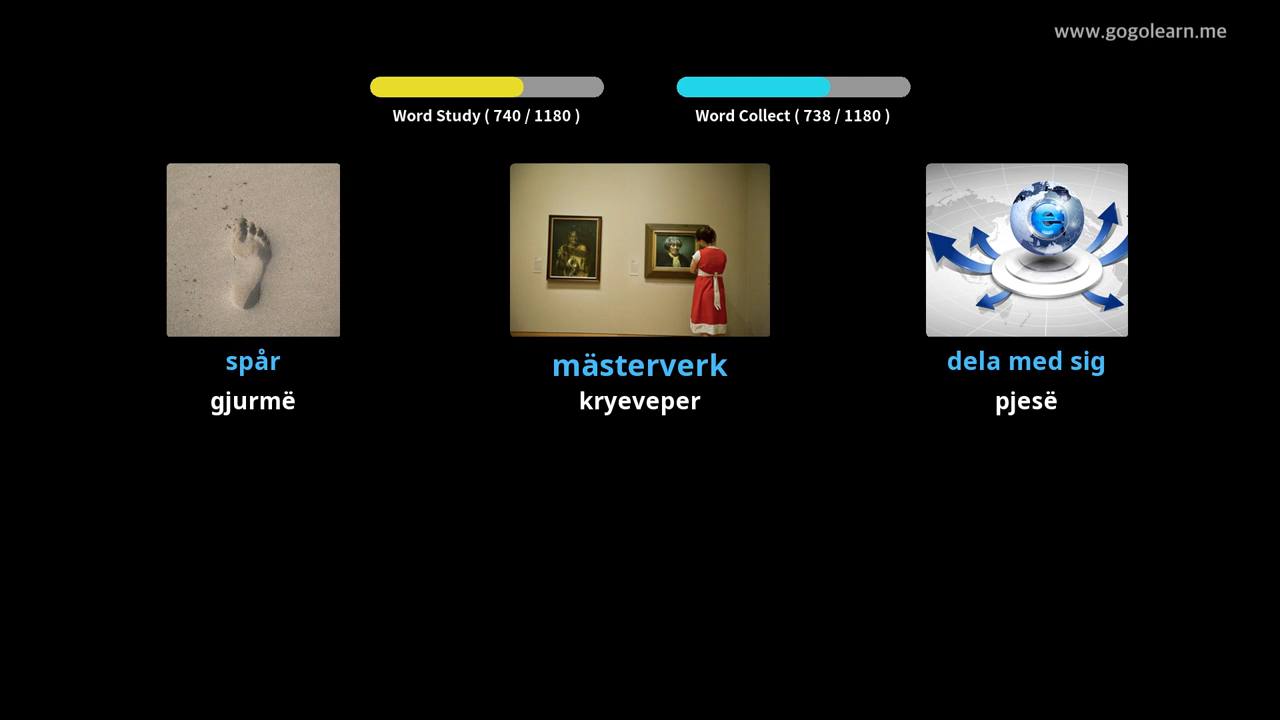 www.gogolearn.me
Word Study ( 740 / 1180 )
Word Collect ( 738 / 1180 )
spår
mästerverk
dela med sig
gjurmë
kryeveper
pjesë